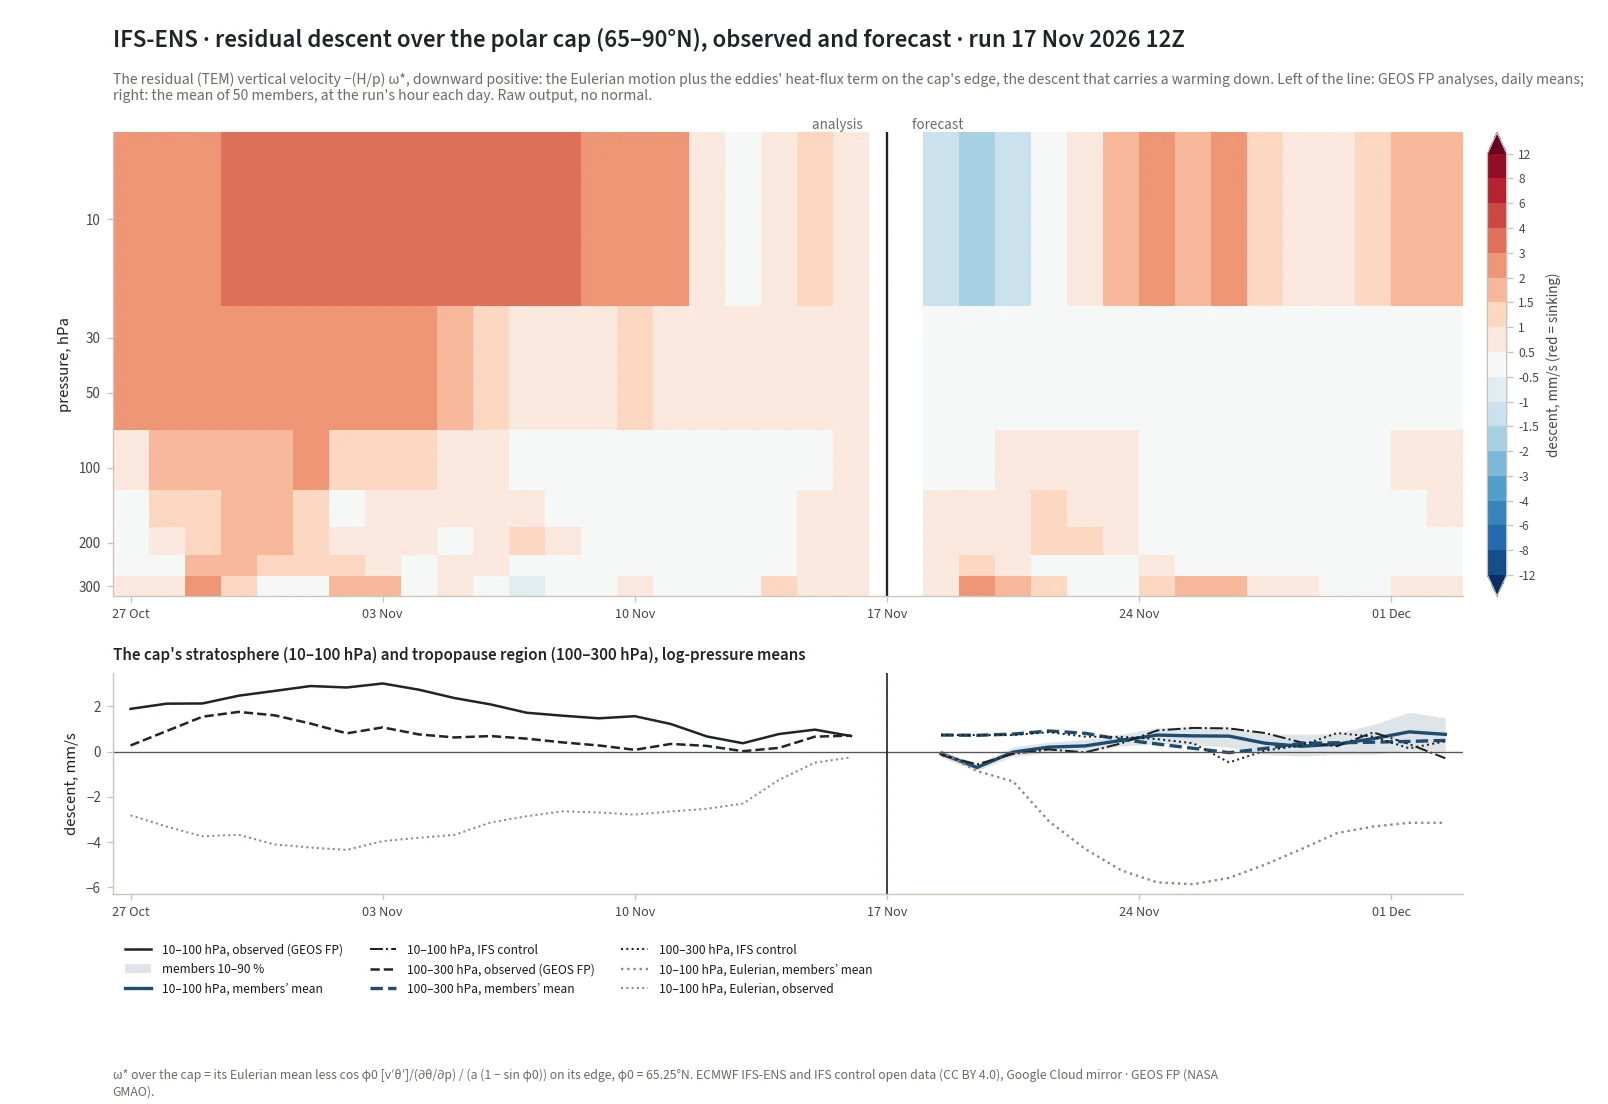 IFS-ENS · residual descent over the polar cap (65–90°N), observed and forecast · run 17 Nov 2026 12Z
The residual (TEM) vertical velocity −(H/p) ω*, downward positive: the Eulerian motion plus the eddies' heat-flux term on the cap's edge, the descent that carries a warming down. Left of the line: GEOS FP analyses, daily means;
right: the mean of 50 members, at the run's hour each day. Raw output, no normal.
analysis
forecast
pressure, hPa
10
30
50
100
200
300
27 Oct
03 Nov
10 Nov
17 Nov
24 Nov
01 Dec
12
8
6
4
3
2
1.5
1
0.5
-0.5
-1
-1.5
-2
-3
-4
-6
-8
-12
descent, mm/s (red = sinking)
The cap's stratosphere (10–100 hPa) and tropopause region (100–300 hPa), log-pressure means
descent, mm/s
2
0
−2
−4
−6
27 Oct
03 Nov
10 Nov
17 Nov
24 Nov
01 Dec
10–100 hPa, observed (GEOS FP)
members 10–90 %
10–100 hPa, members’ mean
10–100 hPa, IFS control
100–300 hPa, observed (GEOS FP)
100–300 hPa, members’ mean
100–300 hPa, IFS control
10–100 hPa, Eulerian, members’ mean
10–100 hPa, Eulerian, observed
ω* over the cap = its Eulerian mean less cos φ0 [v′θ′]/(∂θ/∂p) / (a (1 − sin φ0)) on its edge, φ0 = 65.25°N. ECMWF IFS-ENS and IFS control open data (CC BY 4.0), Google Cloud mirror · GEOS FP (NASA
GMAO).